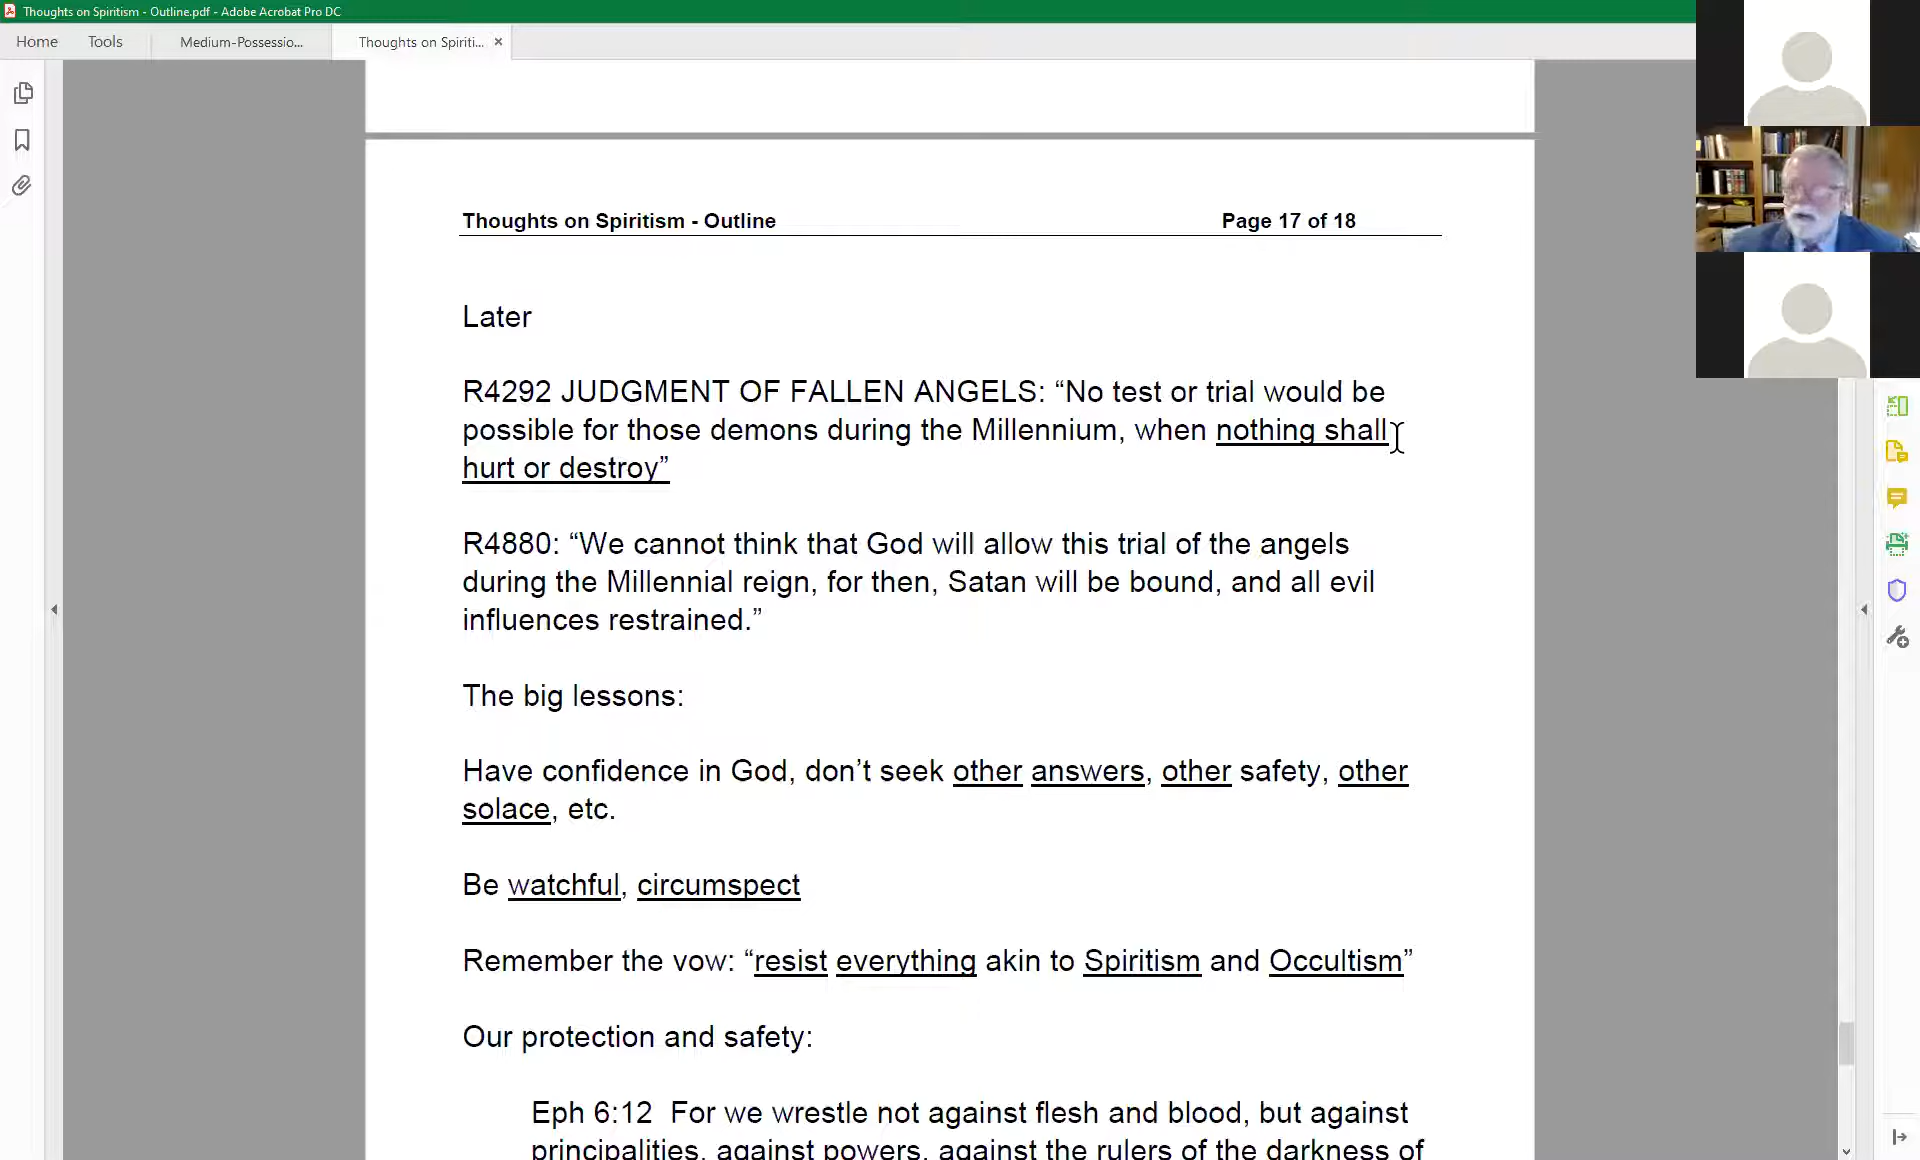 Thoughts on Spiritism - Outline.pdf - Adobe Acrobat Pro DC
Home Tools Medium-Possessio... Thoughts on Spiriti... ×
Thoughts on Spiritism - Outline Page 17 of 18
Later
R4292 JUDGMENT OF FALLEN ANGELS: “No test or trial would be
possible for those demons during the Millennium, when nothing shall
hurt or destroy”
R4880: “We cannot think that God will allow this trial of the angels
during the Millennial reign, for then, Satan will be bound, and all evil
influences restrained.”
The big lessons:
Have confidence in God, don’t seek other answers, other safety, other
solace, etc.
Be watchful, circumspect
Remember the vow: “resist everything akin to Spiritism and Occultism”
Our protection and safety:
Eph 6:12 For we wrestle not against flesh and blood, but against
principalities, against powers, against the rulers of the darkness of